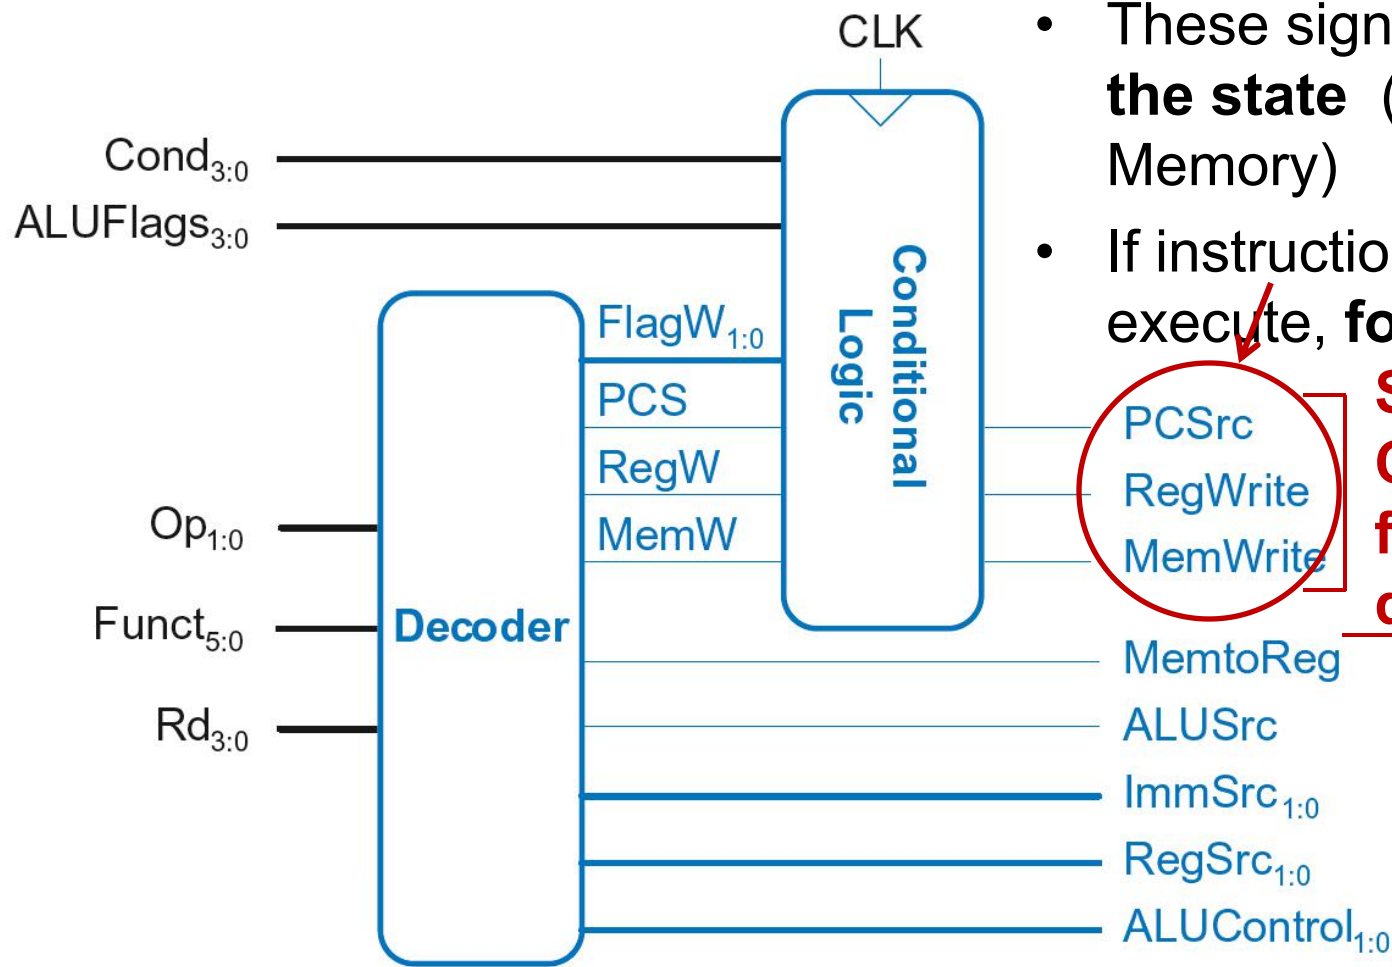 CLK
• These sign
the state (
Memory)
• If instructio
execute, fo
Cond3:0
ALUFlags3:0
Conditional
Logic
FlagW1:0
PCS
RegW
MemW
PCSrc
RegWrite
MemWrite
Op1:0
Funct5:0
Rd3:0
Decoder
MemtoReg
ALUSrc
ImmSrc1:0
RegSrc1:0
ALUControl1:0